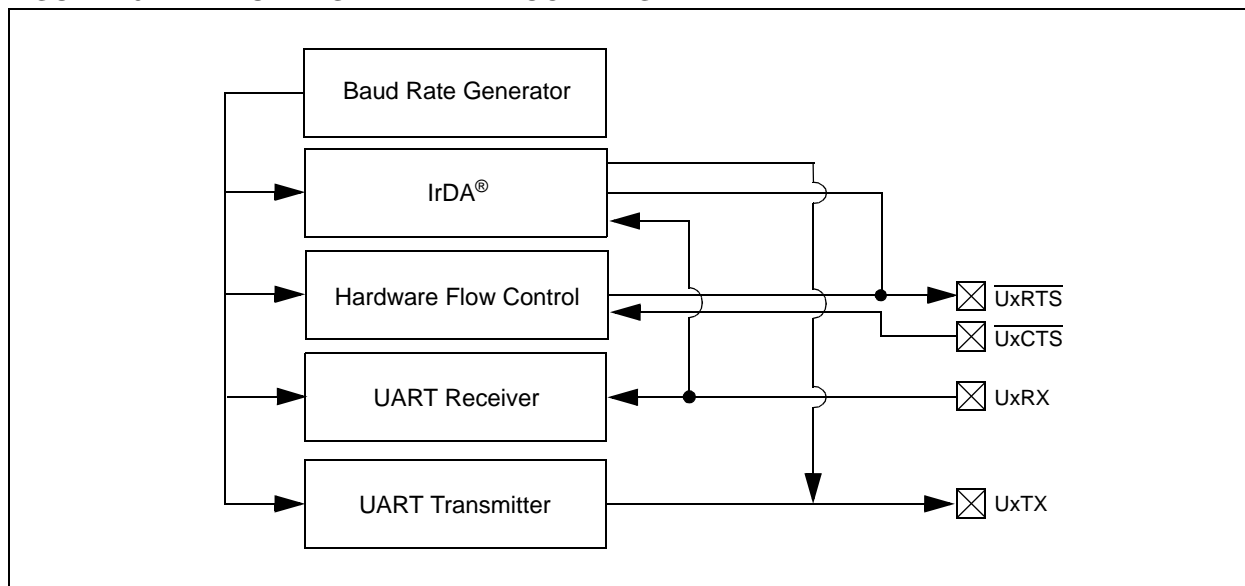 Baud Rate Generator
IrDA®
Hardware Flow Control
UxRTS
UxCTS
UART Receiver
UxRX
UART Transmitter
UxTX